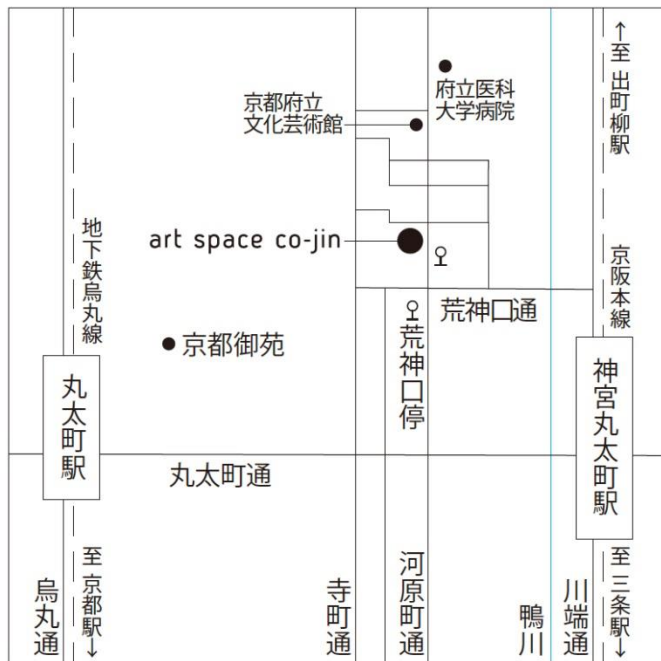 ↑至 出町柳駅
府立医科
大学病院
京都府立
文化芸術館
地下鉄烏丸線
art space co-jin
京阪本線
荒神口通
荒神口停
京都御苑
丸太町駅
神宮丸太町駅
丸太町通
烏丸通
至 京都駅↓
寺町通
河原町通
鴨川
川端通
至 三条駅↓